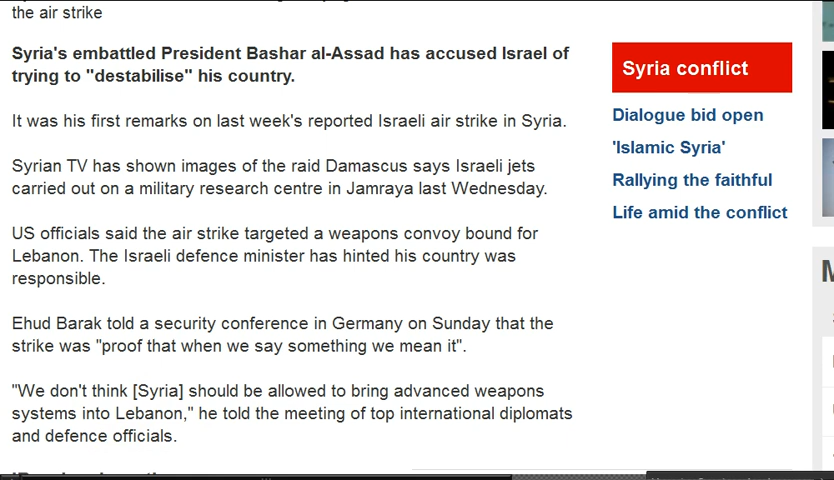 the air strike
Syria's embattled President Bashar al-Assad has accused Israel of
trying to "destabilise" his country.
It was his first remarks on last week's reported Israeli air strike in Syria.
Syrian TV has shown images of the raid Damascus says Israeli jets
carried out on a military research centre in Jamraya last Wednesday.
US officials said the air strike targeted a weapons convoy bound for
Lebanon. The Israeli defence minister has hinted his country was
responsible.
Ehud Barak told a security conference in Germany on Sunday that the
strike was "proof that when we say something we mean it".
"We don't think [Syria] should be allowed to bring advanced weapons
systems into Lebanon," he told the meeting of top international diplomats
and defence officials.
Syria conflict
Dialogue bid open
'Islamic Syria'
Rallying the faithful
Life amid the conflict